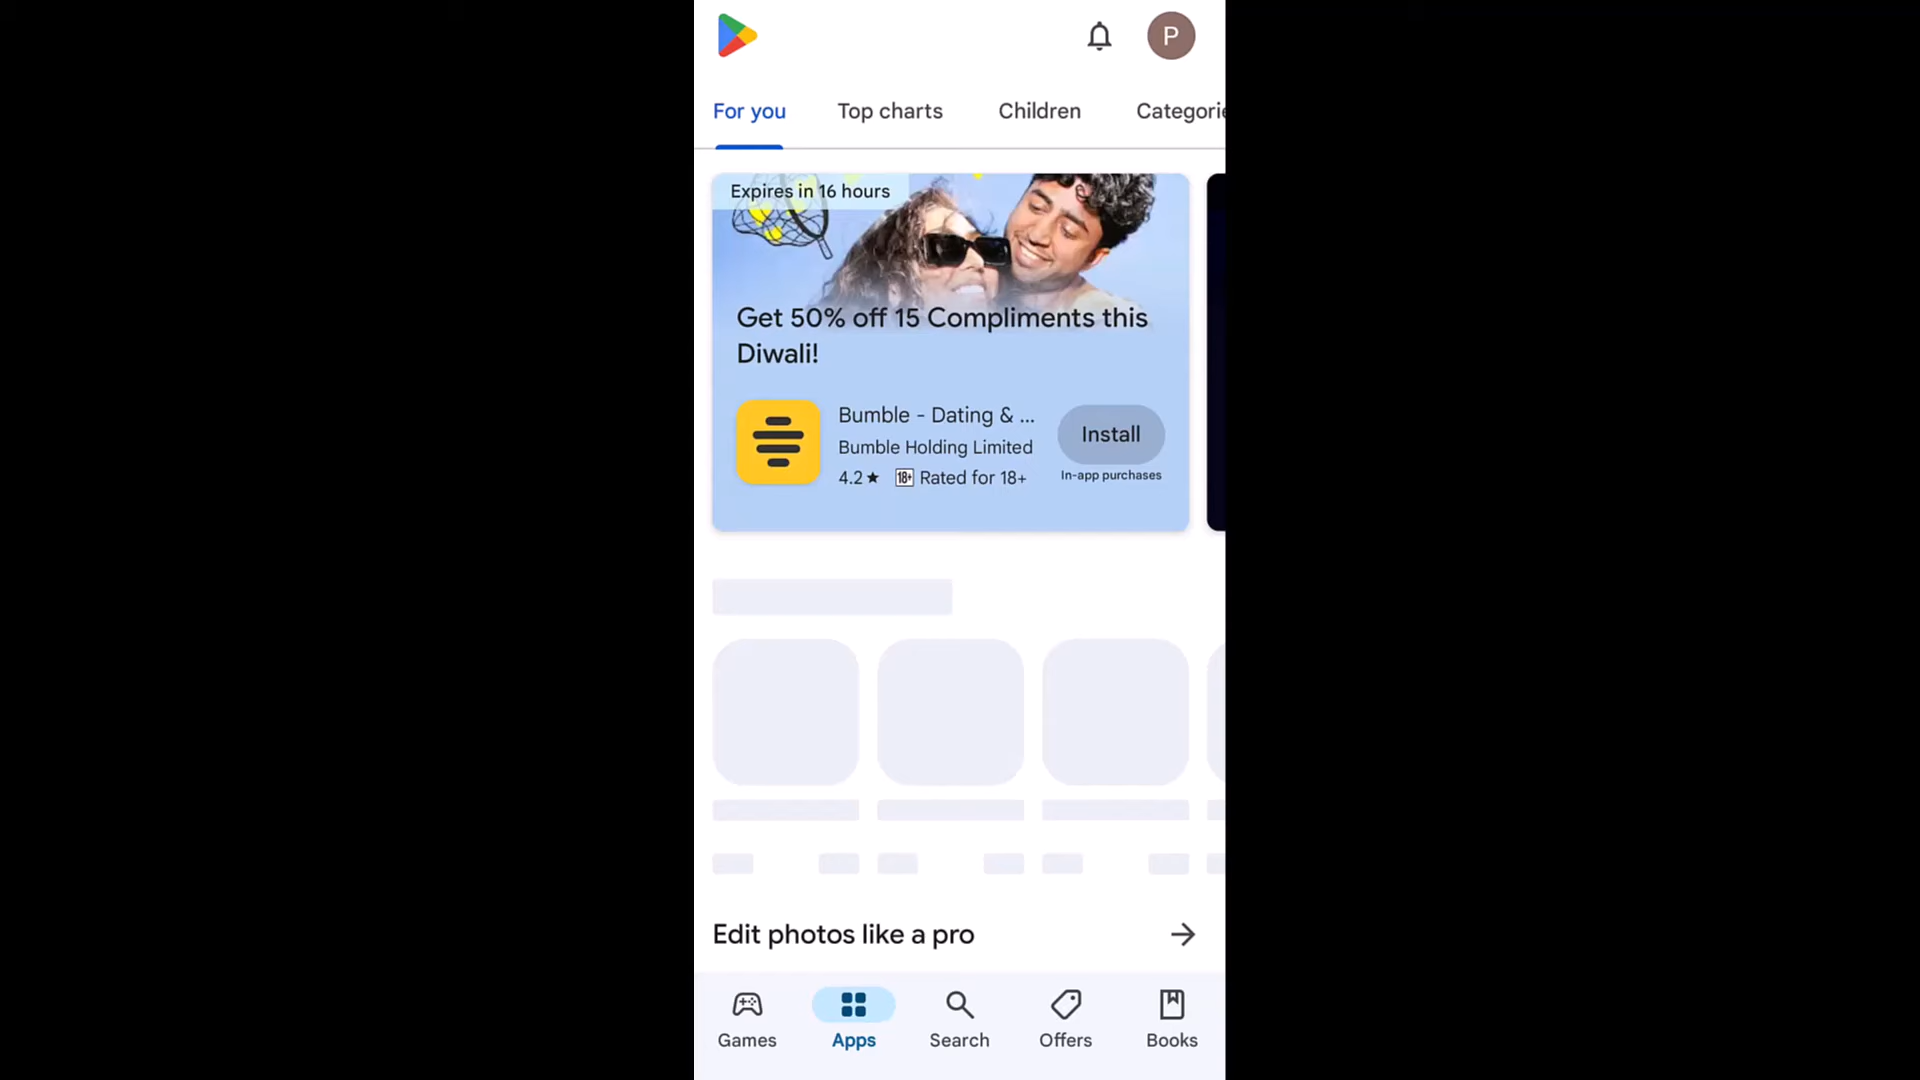 P
For you Top charts Children Categorie
Expires in 16 hours
Get 50% off 15 Compliments this
Diwali!
Bumble - Dating & ...
Bumble Holding Limited
4.2★ 18+ Rated for 18+
Install
In-app purchases
Edit photos like a pro
Games Apps Search Offers Books